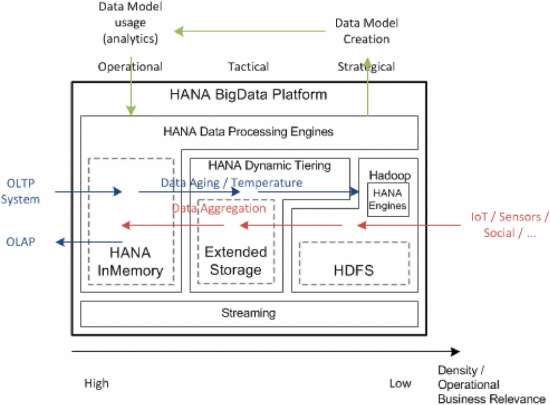 Data Model
usage
(analytics)
Data Model
Creation
Operational
Tactical
Strategical
HANA BigData Platform
HANA Data Processing Engines
HANA Dynamic Tiering
Hadoop
HANA
Engines
OLTP
System
Data Aging / Temperature
Data Aggregation
IoT / Sensors /
Social / ...
OLAP
HANA
InMemory
Extended
Storage
HDFS
Streaming
High
Low
Density /
Operational
Business Relevance